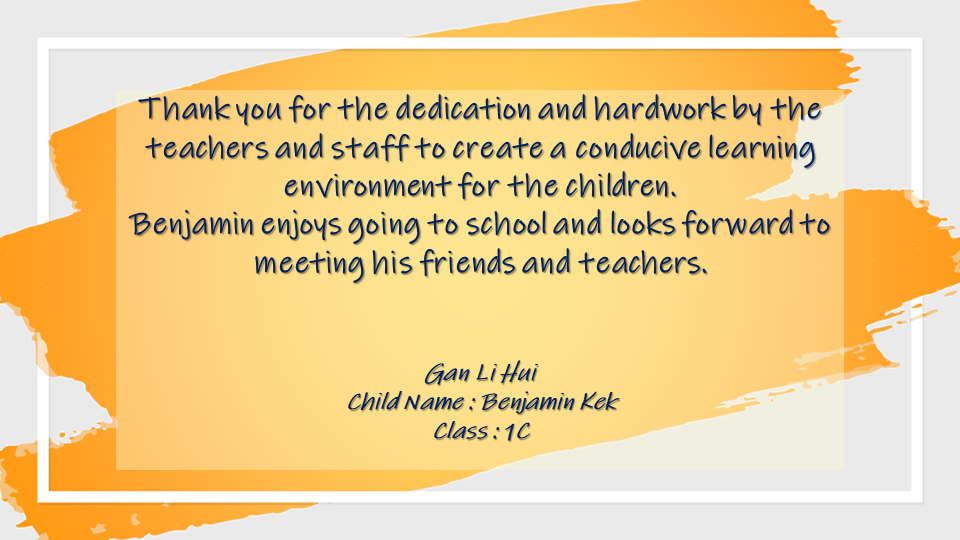 Thank you for the dedication and hardwork by the
teachers and staff to create a conducive learning
environment for the children.
Benjamin enjoys going to school and looks forward to
meeting his friends and teachers.
Gan Li Hui
Child Name : Benjamin Kek
Class : 1C